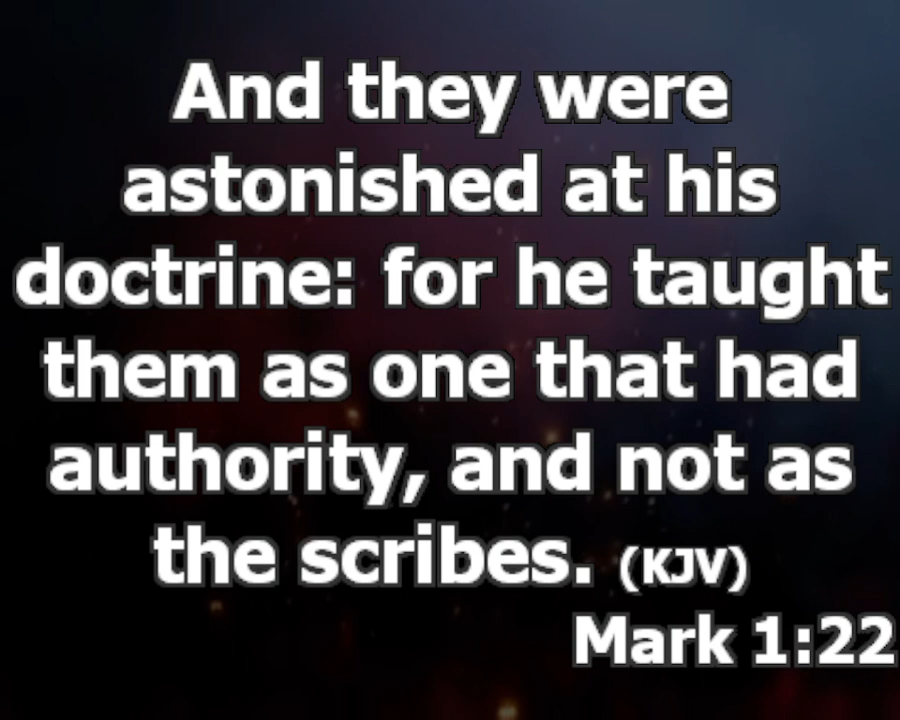 And they were
astonished at his
doctrine: for he taught
them as one that had
authority, and not as
the scribes. (KJV)
Mark 1:22